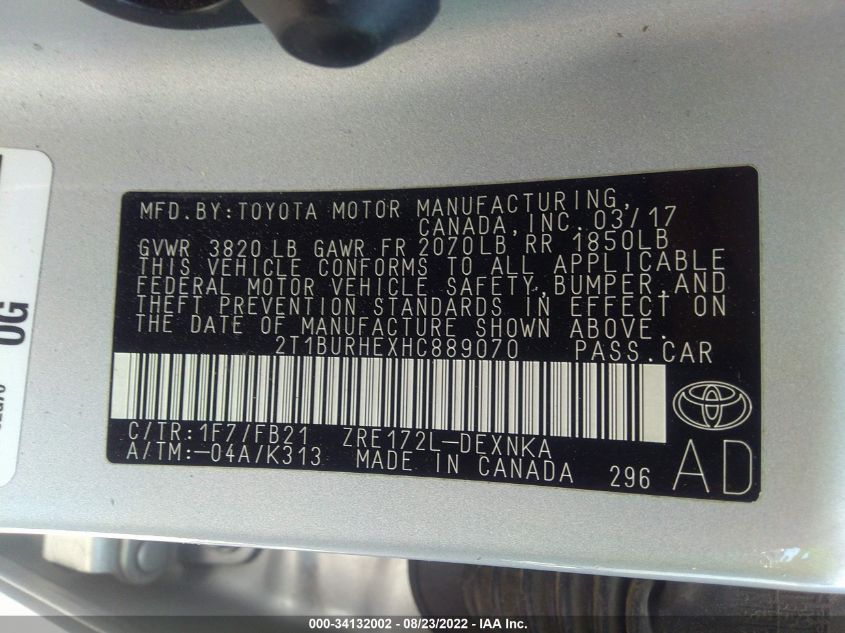 MFD.BY:TOYOTA MOTOR MANUFACTURING,
CANADA,INC. 03/17
GVWR 3820 LB GAWR FR 2070LB RR 1850LB
THIS VEHICLE CONFORMS TO ALL APPLICABLE
FEDERAL MOTOR VEHICLE SAFETY,BUMPER,AND
THEFT PREVENTION STANDARDS IN EFFECT ON
THE DATE OF MANUFACTURE SHOWN ABOVE.
2T1BURHEXHC889070 PASS.CAR
C/TR:1F7/FB21 ZRE172L-DEXNKA
A/TM:-04A/K313 MADE IN CANADA 296 AD
OG
000-34132002 - 08/23/2022 - IAA Inc.